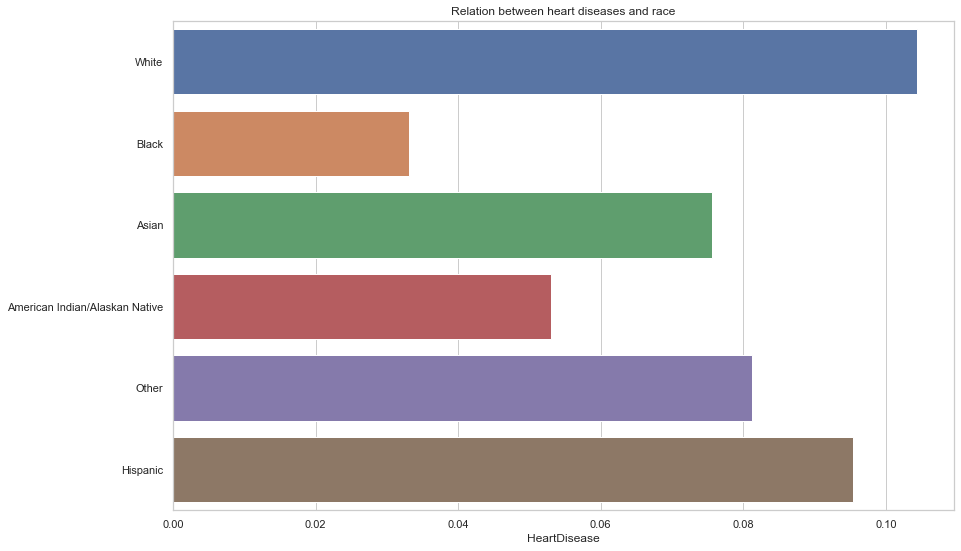 Relation between heart diseases and race
White
Black
Asian
American Indian/Alaskan Native
Other
Hispanic
0.00 0.02 0.04 0.06 0.08 0.10
HeartDisease